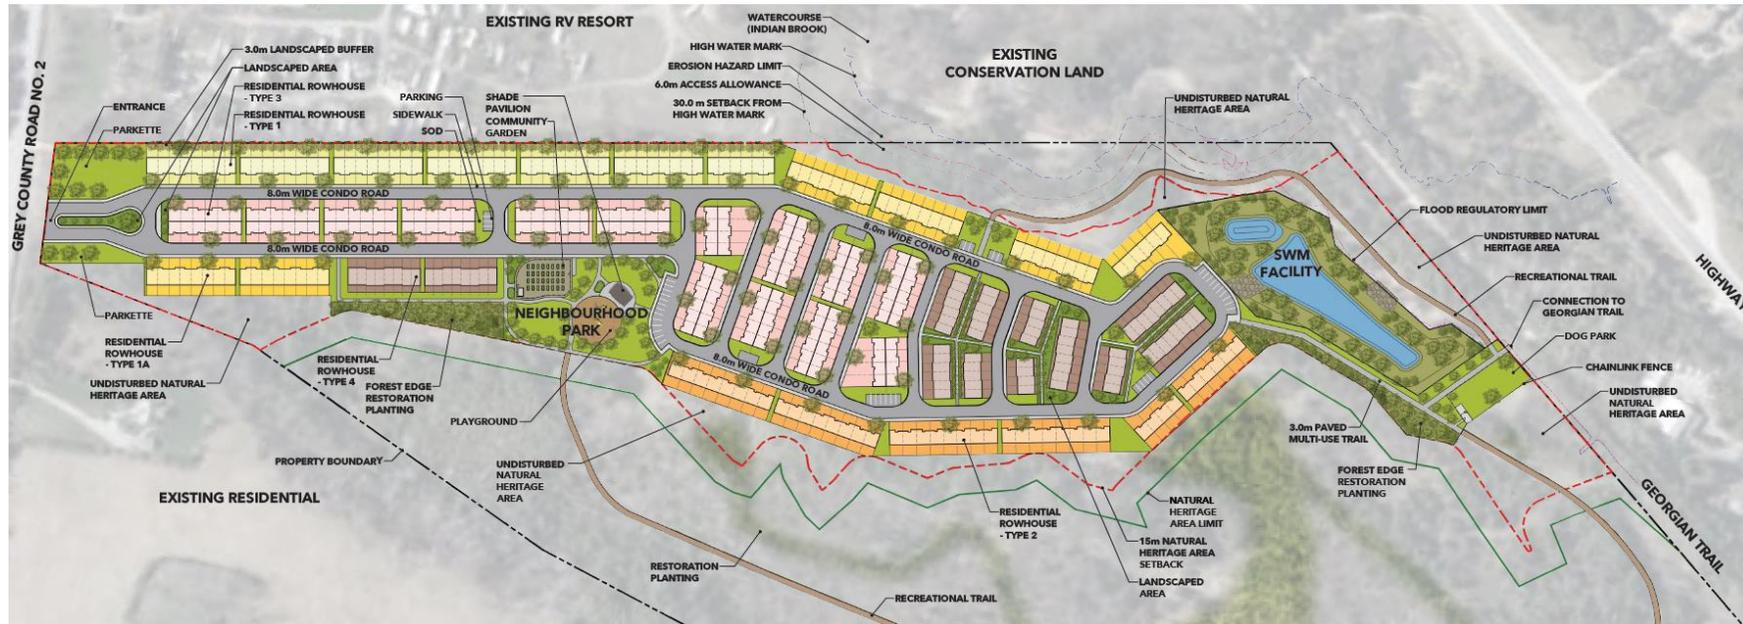 EXISTING RV RESORT
WATERCOURSE
(INDIAN BROOK)
HIGH WATER MARK
EROSION HAZARD LIMIT
6.0m ACCESS ALLOWANCE
30.0 m SETBACK FROM
HIGH WATER MARK
EXISTING
CONSERVATION LAND
UNDISTURBED NATURAL
HERITAGE AREA
3.0m LANDSCAPED BUFFER
LANDSCAPED AREA
RESIDENTIAL ROWHOUSE
- TYPE 3
RESIDENTIAL ROWHOUSE
- TYPE 1
PARKING
SIDEWALK
SOD
SHADE
PAVILION
COMMUNITY
GARDEN
ENTRANCE
PARKETTE
GREY COUNTY ROAD NO. 2
8.0m WIDE CONDO ROAD
8.0m WIDE CONDO ROAD
8.0m WIDE CONDO ROAD
8.0m WIDE CONDO ROAD
NEIGHBOURHOOD
PARK
SWM
FACILITY
FLOOD REGULATORY LIMIT
UNDISTURBED NATURAL
HERITAGE AREA
RECREATIONAL TRAIL
CONNECTION TO
GEORGIAN TRAIL
DOG PARK
CHAINLINK FENCE
UNDISTURBED
NATURAL
HERITAGE AREA
HIGHWAY
GEORGIAN TRAIL
PARKETTE
RESIDENTIAL
ROWHOUSE
- TYPE 1A
UNDISTURBED NATURAL
HERITAGE AREA
RESIDENTIAL
ROWHOUSE
- TYPE 4
FOREST EDGE
RESTORATION
PLANTING
PLAYGROUND
PROPERTY BOUNDARY
EXISTING RESIDENTIAL
UNDISTURBED
NATURAL
HERITAGE
AREA
RESTORATION
PLANTING
RECREATIONAL TRAIL
RESIDENTIAL
ROWHOUSE
- TYPE 2
NATURAL
HERITAGE
AREA LIMIT
15m NATURAL
HERITAGE AREA
SETBACK
LANDSCAPED
AREA
3.0m PAVED
MULTI-USE TRAIL
FOREST EDGE
RESTORATION
PLANTING